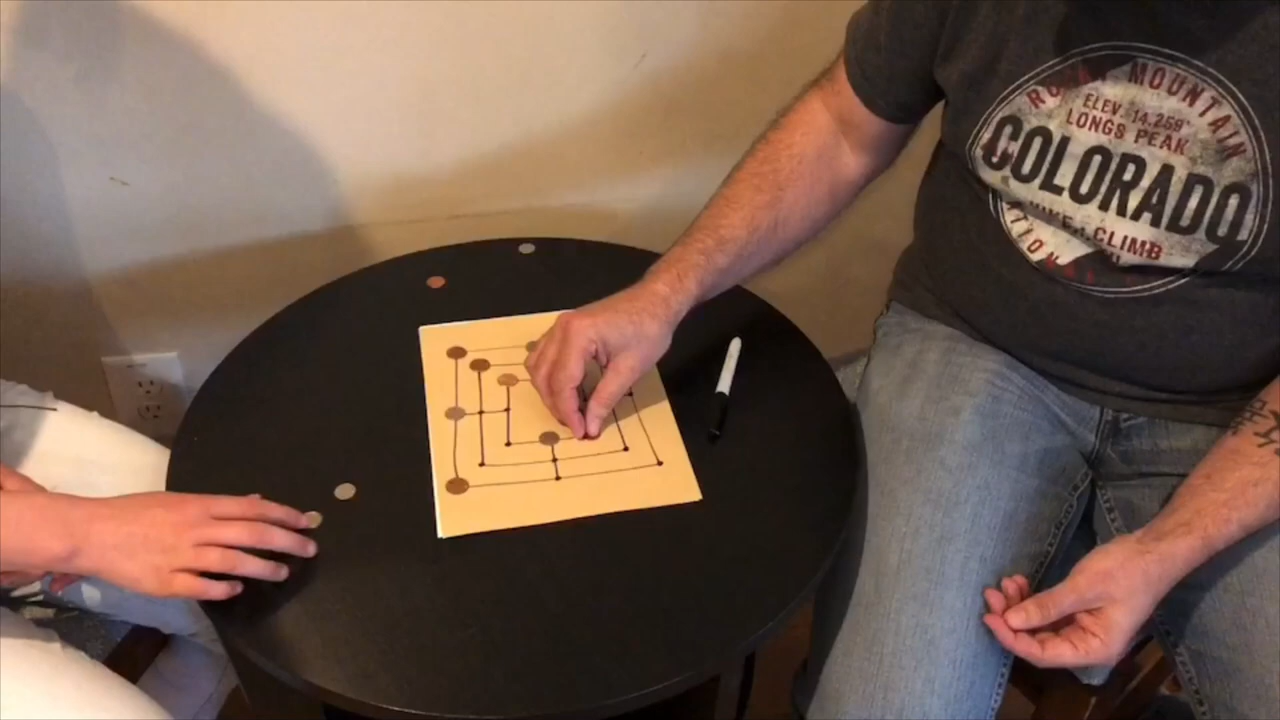 ROCKY MOUNTAIN
ELEV. 14,259'
LONGS PEAK
COLORADO
HIKE CLIMB